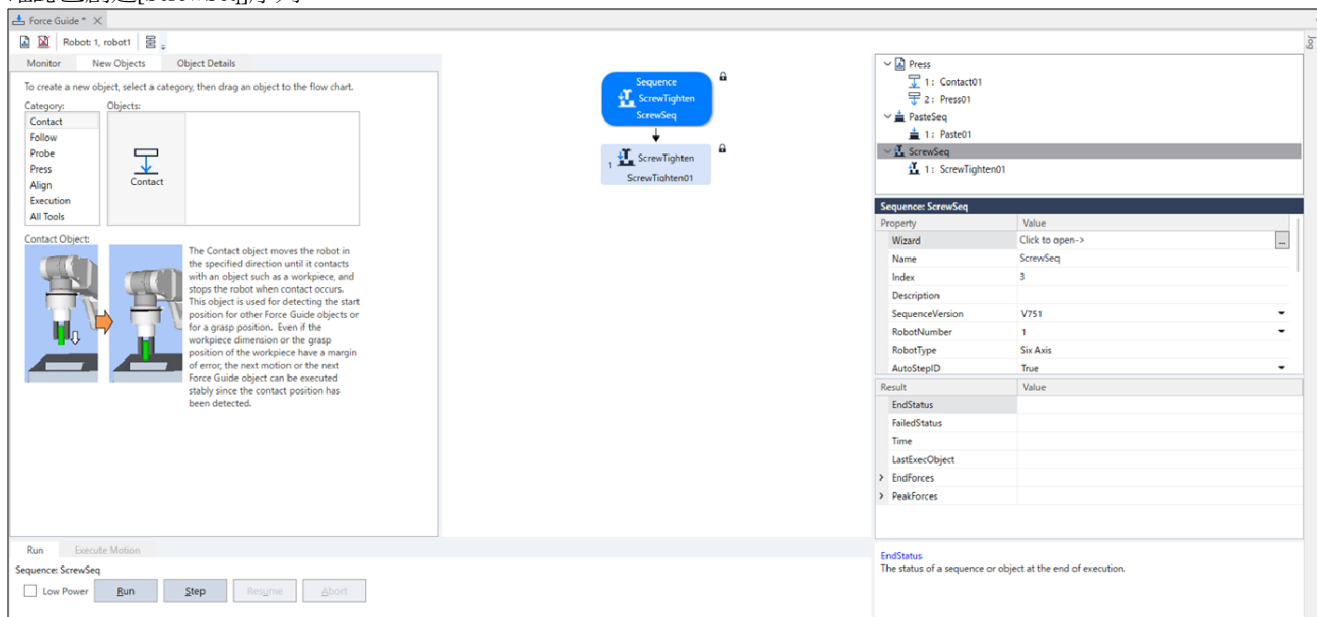 [ScrewSeq]
Force Guide *
Robot: 1, robot1
Jog
Monitor New Objects Object Details
To create a new object, select a category, then drag an object to the flow chart.
Category: Objects:
Contact
Follow
Probe
Press
Align
Execution
All Tools
Contact
Contact Object:
The Contact object moves the robot in
the specified direction until it contacts
with an object such as a workpiece, and
stops the robot when contact occurs.
This object is used for detecting the start
position for other Force Guide objects or
for a grasp position. Even if the
workpiece dimension or the grasp
position of the workpiece have a margin
of error, the next motion or the next
Force Guide object can be executed
stably since the contact position has
been detected.
Sequence
ScrewTighten
ScrewSeq
1 ScrewTighten
ScrewTighten01
Press
1: Contact01
2: Press01
PasteSeq
1: Paste01
ScrewSeq
1: ScrewTighten01
Sequence: ScrewSeq
Property Value
Wizard Click to open-> ...
Name ScrewSeq
Index 3
Description
SequenceVersion V751
RobotNumber 1
RobotType Six Axis
AutoStepID True
Result Value
EndStatus
FailedStatus
Time
LastExecObject
EndForces
PeakForces
EndStatus
The status of a sequence or object at the end of execution.
Run Execute Motion
Sequence: ScrewSeq
Low Power Run Step Resume Abort